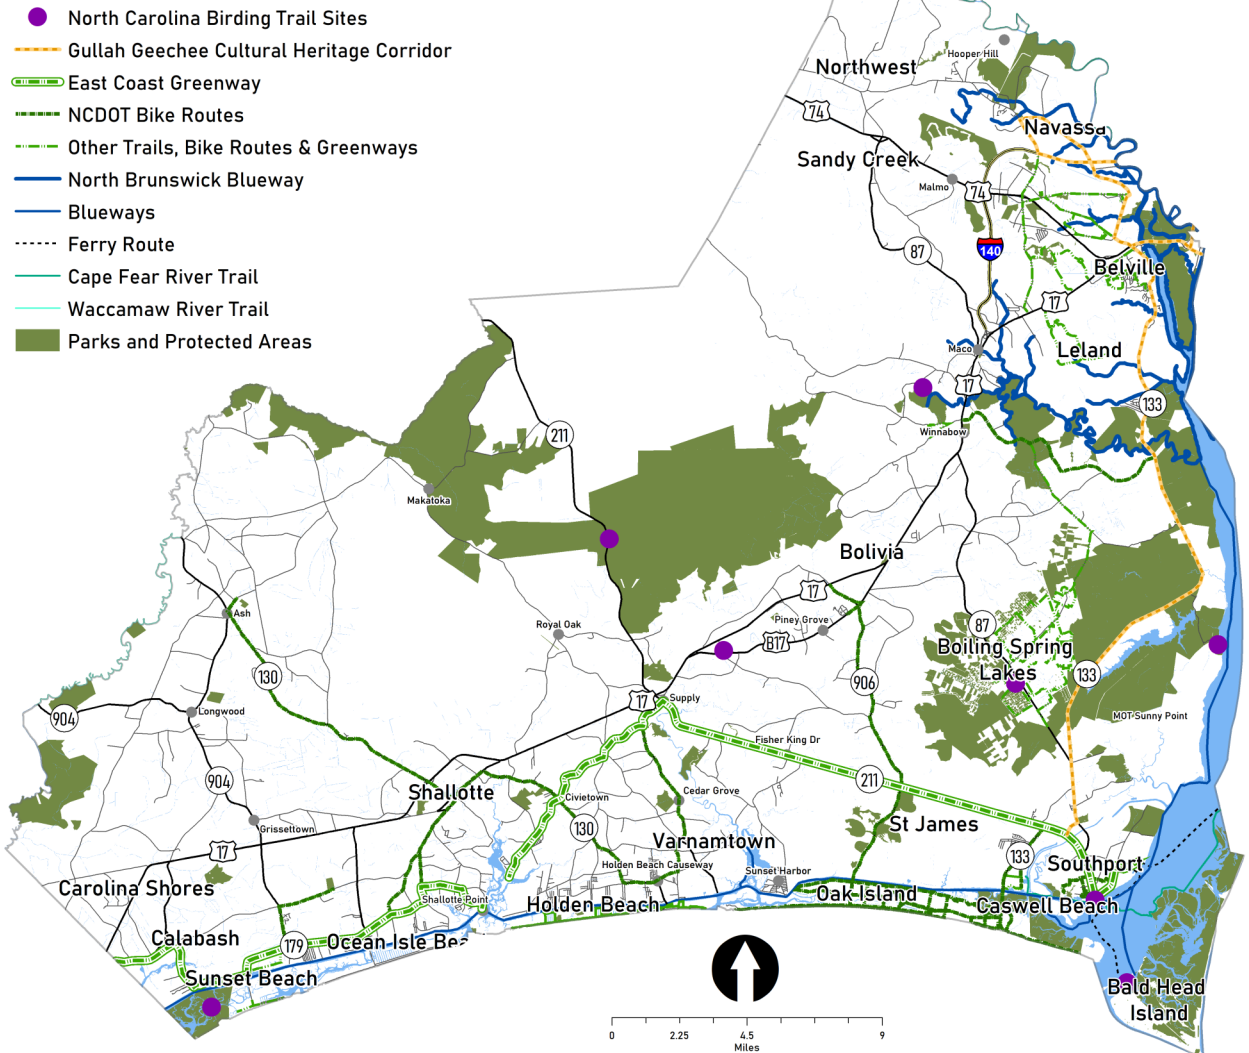 North Carolina Birding Trail Sites
Gullah Geechee Cultural Heritage Corridor
East Coast Greenway
NCDOT Bike Routes
Other Trails, Bike Routes & Greenways
North Brunswick Blueway
Blueways
Ferry Route
Cape Fear River Trail
Waccamaw River Trail
Parks and Protected Areas
Hooper Hill
Northwest
74
Navassa
Sandy Creek
Malmo
74
87
140
Belville
17
Maco
Leland
17
133
Winnabow
211
Makatoka
Bolivia
17
Ash
Royal Oak
Piney Grove
B17
87
Boiling Spring
Lakes
130
133
906
17
Supply
904
Longwood
MOT Sunny Point
Fisher King Dr
904
211
Shallotte
Civietown
Cedar Grove
Grissettown
130
St James
Varnamtown
17
133
Southport
Holden Beach Causeway
Sunset Harbor
Carolina Shores
Shallotte Point
Oak Island
Holden Beach
Caswell Beach
Calabash
179
Ocean Isle Bea
Sunset Beach
Bald Head
Island
0
2.25
4.5
9
Miles